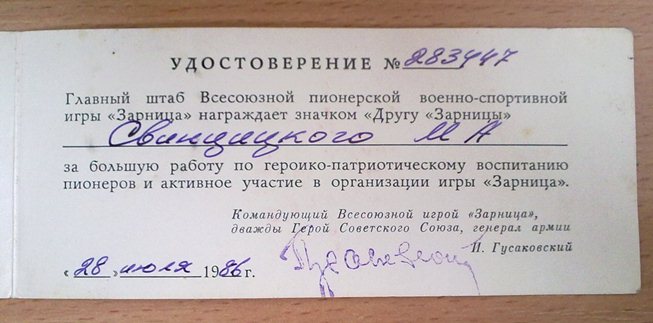 УДОСТОВЕРЕНИЕ № 283447
Главный штаб Всесоюзной пионерской военно-спортивной
игры «Зарница» награждает значком «Другу «Зарницы»
Свинцицкого М А
за большую работу по героико-патриотическому воспитанию
пионеров и активное участие в организации игры «Зарница».
Командующий Всесоюзной игрой «Зарница»,
дважды Герой Советского Союза, генерал армии
И. Гусаковский
«28» июля 1986 г.